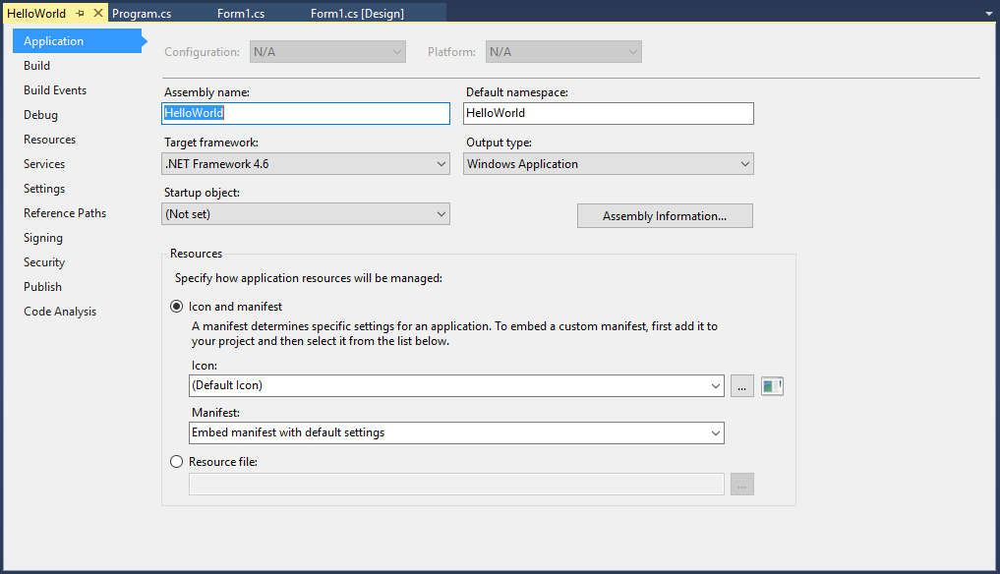 HelloWorld
Program.cs
Form1.cs
Form1.cs [Design]
Application
Build
Build Events
Debug
Resources
Services
Settings
Reference Paths
Signing
Security
Publish
Code Analysis
Configuration: N/A Platform: N/A
Assembly name: Default namespace:
HelloWorld HelloWorld
Target framework: Output type:
.NET Framework 4.6 Windows Application
Startup object:
(Not set) Assembly Information...
Resources
Specify how application resources will be managed:
Icon and manifest
A manifest determines specific settings for an application. To embed a custom manifest, first add it to
your project and then select it from the list below.
Icon:
(Default Icon) ...
Manifest:
Embed manifest with default settings
Resource file:
...